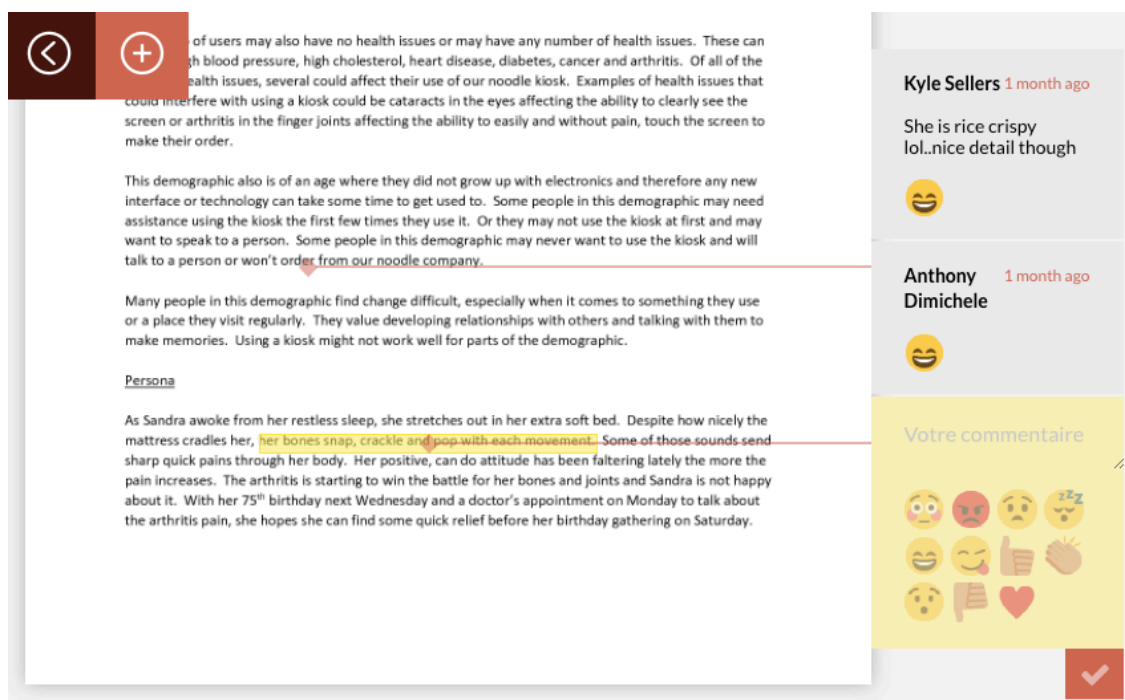 of users may also have no health issues or may have any number of health issues. These can
blood pressure, high cholesterol, heart disease, diabetes, cancer and arthritis. Of all of the
issues, several could affect their use of our noodle kiosk. Examples of health issues that
could interfere with using a kiosk could be cataracts in the eyes affecting the ability to clearly see the
screen or arthritis in the finger joints affecting the ability to easily and without pain, touch the screen to
make their order.
This demographic also is of an age where they did not grow up with electronics and therefore any new
interface or technology can take some time to get used to. Some people in this demographic may need
assistance using the kiosk the first few times they use it. Or they may not use the kiosk at first and may
want to speak to a person. Some people in this demographic may never want to use the kiosk and will
talk to a person or won't order from our noodle company.
Many people in this demographic find change difficult, especially when it comes to something they use
or a place they visit regularly. They value developing relationships with others and talking with them to
make memories. Using a kiosk might not work well for parts of the demographic.
Persona
As Sandra awoke from her restless sleep, she stretches out in her extra soft bed. Despite how nicely the
mattress cradles her, her bones snap, crackle and pop with each movement. Some of those sounds send
sharp quick pains through her body. Her positive, can do attitude has been faltering lately the more the
pain increases. The arthritis is starting to win the battle for her bones and joints and Sandra is not happy
about it. With her 75th birthday next Wednesday and a doctor's appointment on Monday to talk about
the arthritis pain, she hopes she can find some quick relief before her birthday gathering on Saturday.
Kyle Sellers 1 month ago
She is rice crispy
lol..nice detail though
Anthony 1 month ago
Dimichele
Votre commentaire